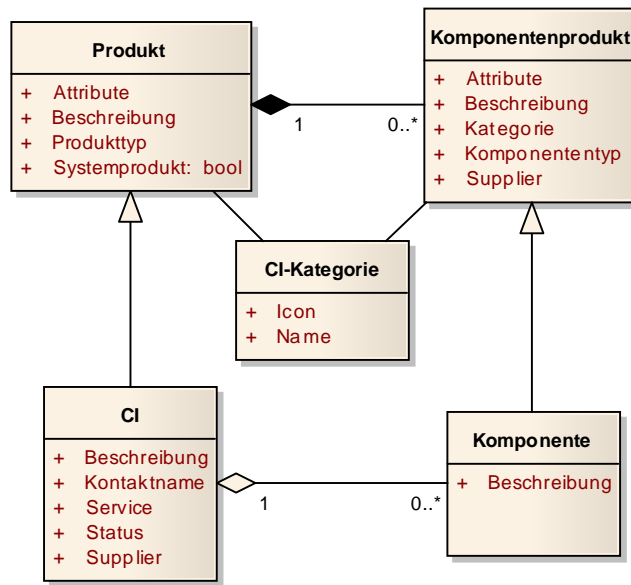 Produkt
+ Attribute
+ Beschreibung
+ Produkttyp
+ Systemprodukt: bool
1
0..*
Komponentenprodukt
+ Attribute
+ Beschreibung
+ Kategorie
+ Komponententyp
+ Supplier
CI-Kategorie
+ Icon
+ Name
CI
+ Beschreibung
+ Kontaktname
+ Service
+ Status
+ Supplier
1
0..*
Komponente
+ Beschreibung